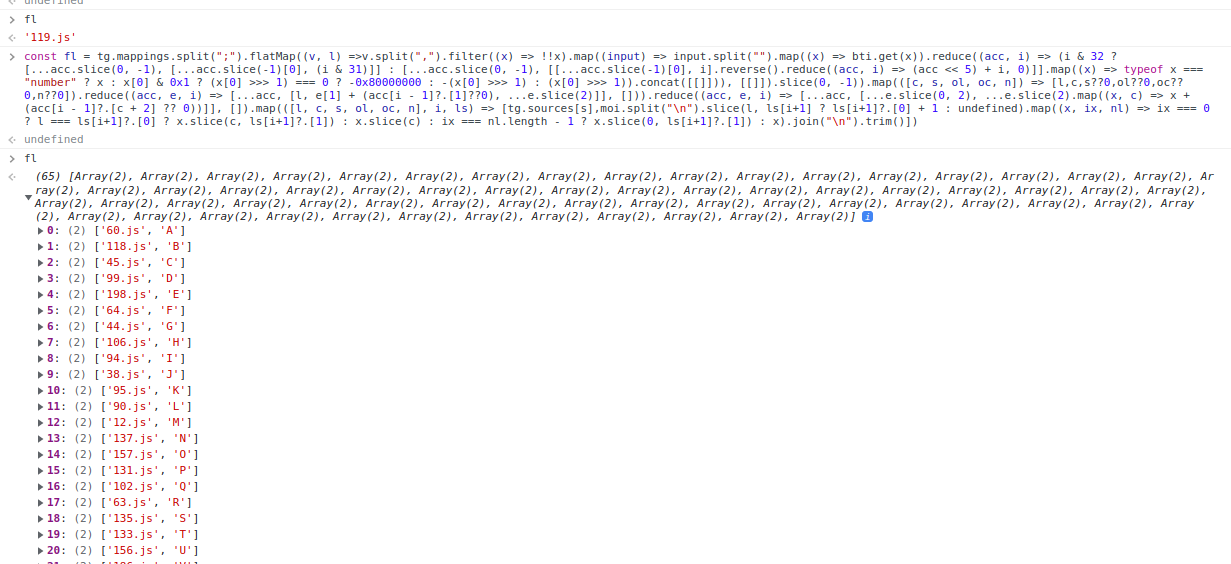 undefined
fl
'119.js'
const fl = tg.mappings.split(";").flatMap((v, l) =>v.split(",").filter((x) => !!x).map((input) => input.split("").map((x) => bti.get(x)).reduce((acc, i) => (i & 32 ?
[...acc.slice(0, -1), [...acc.slice(-1)[0], (i & 31)]] : [...acc.slice(0, -1), [[...acc.slice(-1)[0], i].reverse().reduce((acc, i) => (acc << 5) + i, 0)]].map((x) => typeof x ===
"number" ? x : x[0] & 0x1 ? (x[0] >>> 1) === 0 ? -0x80000000 : -(x[0] >>> 1) : (x[0] >>> 1)).concat([[]])), [[]]).slice(0, -1)).map(([c, s, ol, oc, n]) => [l,c,s??0,ol??0,oc??
0,n??0]).reduce((acc, e, i) => [...acc, [l, e[1] + (acc[i - 1]?.[1]??0), ...e.slice(2)]], [])).reduce((acc, e, i) => [...acc, [...e.slice(0, 2), ...e.slice(2).map((x, c) => x +
(acc[i - 1]?.[c + 2] ?? 0))]], []).map(([l, c, s, ol, oc, n], i, ls) => [tg.sources[s],moi.split("\n").slice(l, ls[i+1] ? ls[i+1]?.[0] + 1 : undefined).map((x, ix, nl) => ix === 0
? l === ls[i+1]?.[0] ? x.slice(c, ls[i+1]?.[1]) : x.slice(c) : ix === nl.length - 1 ? x.slice(0, ls[i+1]?.[1]) : x).join("\n").trim()])
undefined
fl
(65) [Array(2), Array(2), Array(2), Array(2), Array(2), Array(2), Array(2), Array(2), Array(2), Array(2), Array(2), Array(2), Array(2), Array(2), Array(2), Array(2), Array(2), Ar
ray(2), Array(2), Array(2), Array(2), Array(2), Array(2), Array(2), Array(2), Array(2), Array(2), Array(2), Array(2), Array(2), Array(2), Array(2), Array(2), Array(2), Array(2),
Array(2), Array(2), Array(2), Array(2), Array(2), Array(2), Array(2), Array(2), Array(2), Array(2), Array(2), Array(2), Array(2), Array(2), Array(2), Array(2), Array(2), Array
(2), Array(2), Array(2), Array(2), Array(2), Array(2), Array(2), Array(2), Array(2), Array(2), Array(2), Array(2), Array(2)] i
0: (2) ['60.js', 'A']
1: (2) ['118.js', 'B']
2: (2) ['45.js', 'C']
3: (2) ['99.js', 'D']
4: (2) ['198.js', 'E']
5: (2) ['64.js', 'F']
6: (2) ['44.js', 'G']
7: (2) ['106.js', 'H']
8: (2) ['94.js', 'I']
9: (2) ['38.js', 'J']
10: (2) ['95.js', 'K']
11: (2) ['90.js', 'L']
12: (2) ['12.js', 'M']
13: (2) ['137.js', 'N']
14: (2) ['157.js', 'O']
15: (2) ['131.js', 'P']
16: (2) ['102.js', 'Q']
17: (2) ['63.js', 'R']
18: (2) ['135.js', 'S']
19: (2) ['133.js', 'T']
20: (2) ['156.js', 'U']